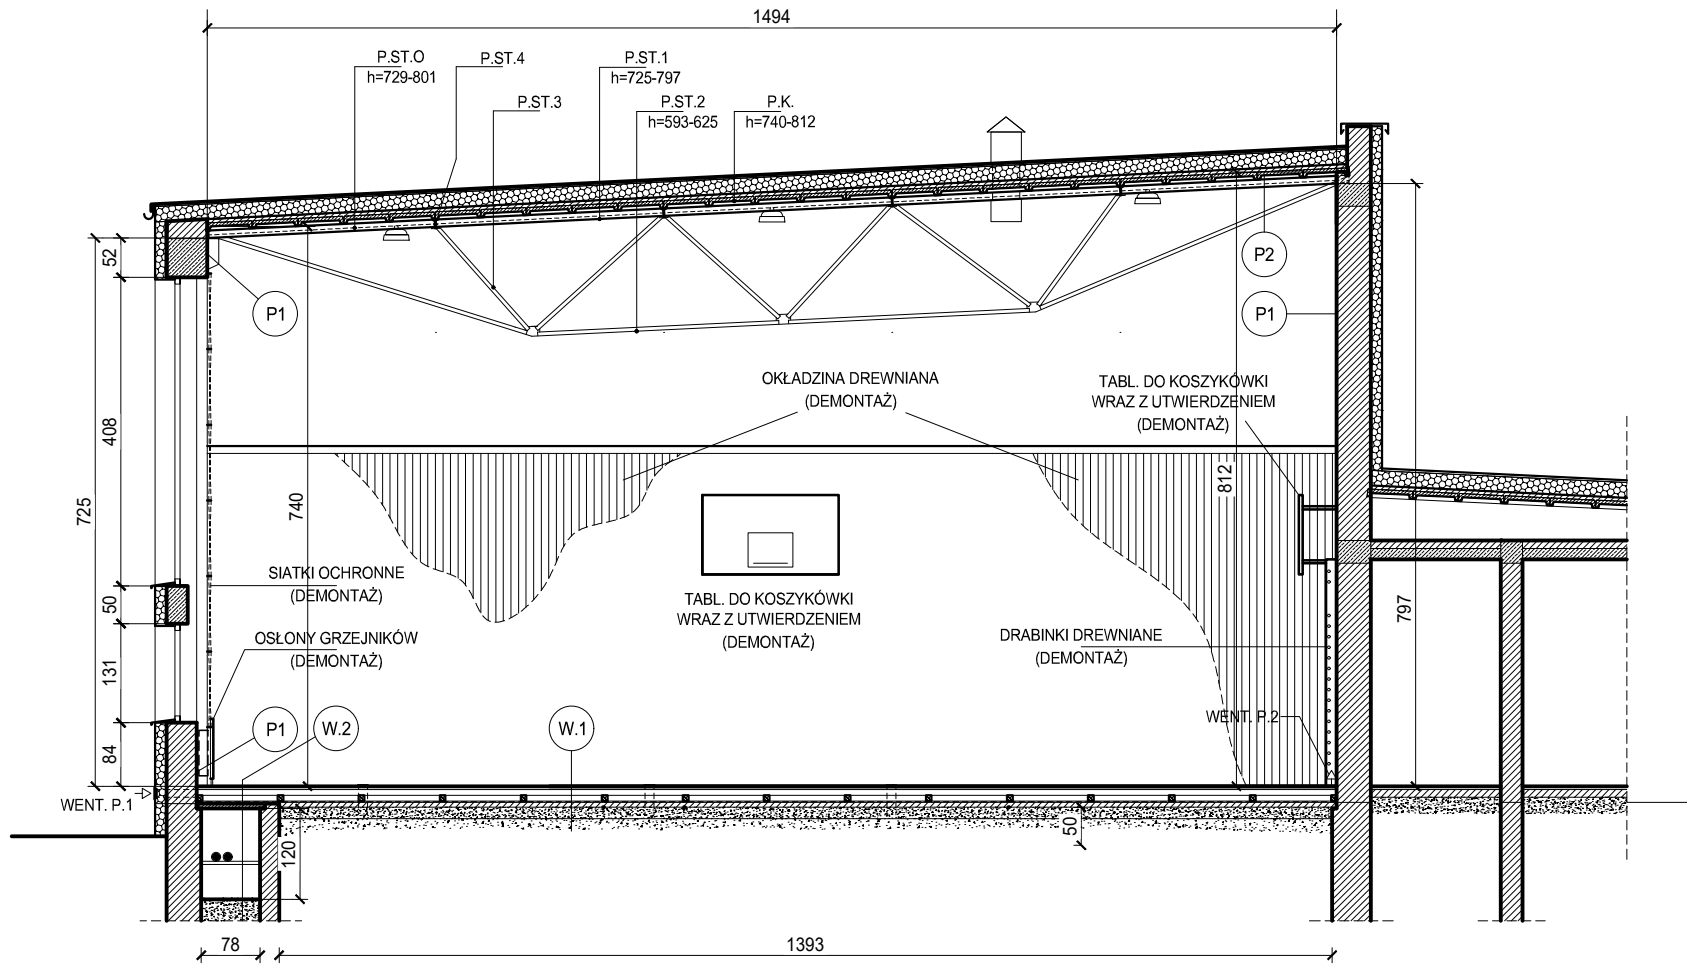 1494
P.ST.O
h=729-801
P.ST.4
P.ST.1
h=725-797
P.ST.3
P.ST.2
h=593-625
P.K.
h=740-812
52
P2
P1
P1
OKŁADZINA DREWNIANA
(DEMONTAŻ)
TABL. DO KOSZYKÓWKI
WRAZ Z UTWIERDZENIEM
(DEMONTAŻ)
408
725
740
812
SIATKI OCHRONNE
(DEMONTAŻ)
50
TABL. DO KOSZYKÓWKI
WRAZ Z UTWIERDZENIEM
(DEMONTAŻ)
797
OSŁONY GRZEJNIKÓW
(DEMONTAŻ)
DRABINKI DREWNIANE
(DEMONTAŻ)
131
P1
W.2
W.1
WENT. P.2
84
WENT. P.1
50
120
78
1393